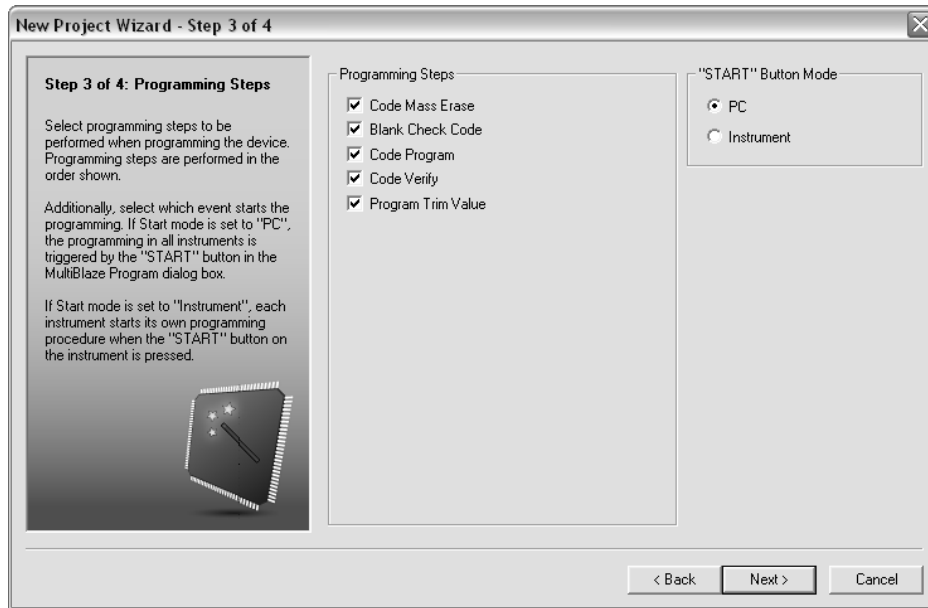 New Project Wizard - Step 3 of 4
Step 3 of 4: Programming Steps
Select programming steps to be
performed when programming the device.
Programming steps are performed in the
order shown.
Additionally, select which event starts the
programming. If Start mode is set to "PC",
the programming in all instruments is
triggered by the "START" button in the
MultiBlaze Program dialog box.
If Start mode is set to "Instrument", each
instrument starts its own programming
procedure when the "START" button on
the instrument is pressed.
Programming Steps
Code Mass Erase
Blank Check Code
Code Program
Code Verify
Program Trim Value
"START" Button Mode
PC
Instrument
< Back
Next >
Cancel